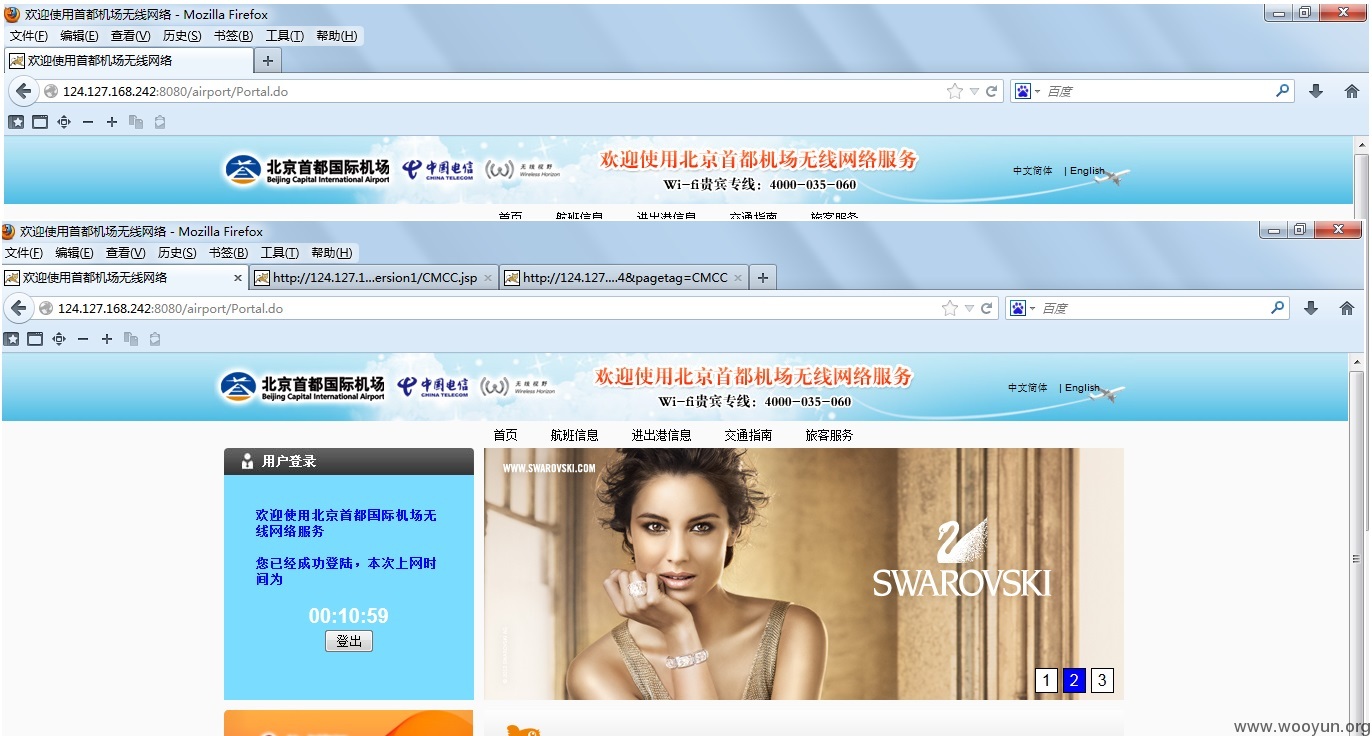 欢迎使用首都机场无线网络 - Mozilla Firefox
文件(F) 编辑(E) 查看(V) 历史(S) 书签(B) 工具(T) 帮助(H)
欢迎使用首都机场无线网络
124.127.168.242:8080/airport/Portal.do
百度
北京首都国际机场
Beijing Capital International Airport
中国电信
CHINA TELECOM
无线视野
Wireless Horizon
欢迎使用北京首都机场无线网络服务
Wi-fi贵宾专线：4000-035-060
中文简体 | English
首页 航班信息 进出港信息 交通指南 旅客服务
欢迎使用首都机场无线网络 - Mozilla Firefox
文件(F) 编辑(E) 查看(V) 历史(S) 书签(B) 工具(T) 帮助(H)
欢迎使用首都机场无线网络 http://124.127.1...ersion1/CMCC.jsp http://124.127....4&pagetag=CMCC
124.127.168.242:8080/airport/Portal.do
百度
北京首都国际机场
Beijing Capital International Airport
中国电信
CHINA TELECOM
无线视野
Wireless Horizon
欢迎使用北京首都机场无线网络服务
Wi-fi贵宾专线：4000-035-060
中文简体 | English
首页 航班信息 进出港信息 交通指南 旅客服务
用户登录
欢迎使用北京首都国际机场无
线网络服务
您已经成功登陆，本次上网时
间为
00:10:59
登出
WWW.SWAROVSKI.COM
SWAROVSKI
1 2 3
www.wooyun.org